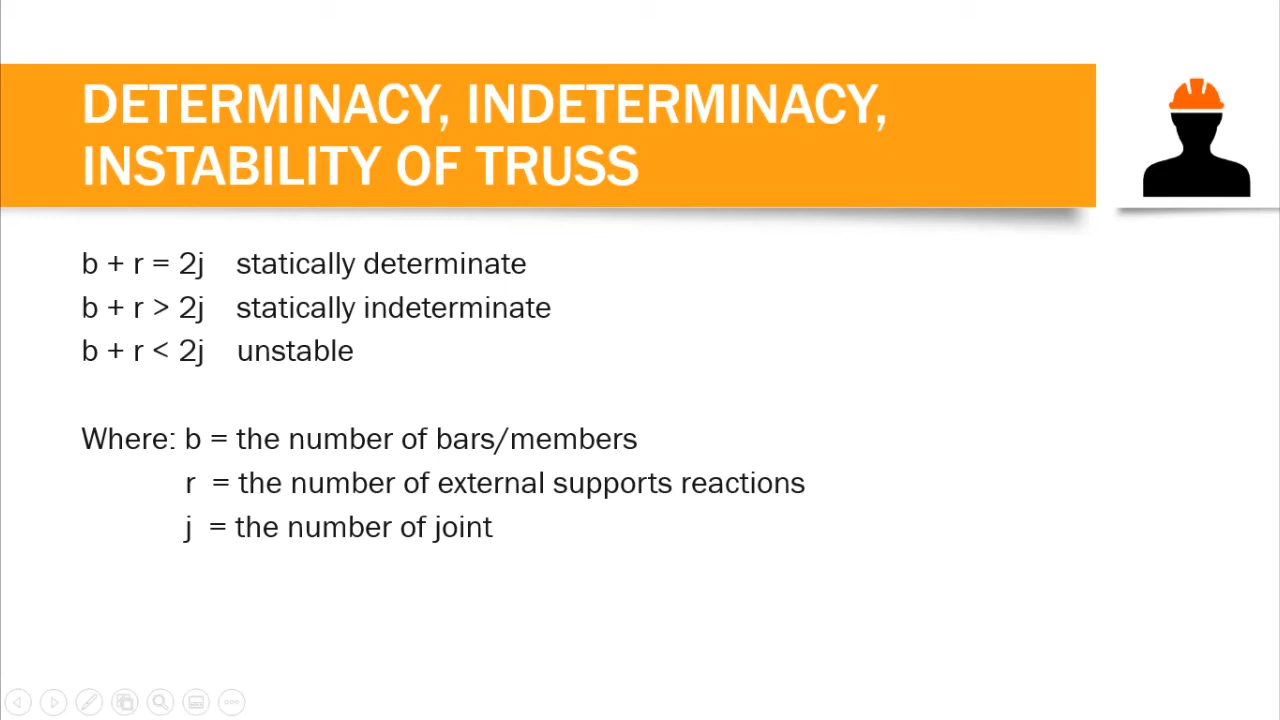 DETERMINACY, INDETERMINACY,
INSTABILITY OF TRUSS
b + r = 2j statically determinate
b + r > 2j statically indeterminate
b + r < 2j unstable
Where: b = the number of bars/members
r = the number of external supports reactions
j = the number of joint